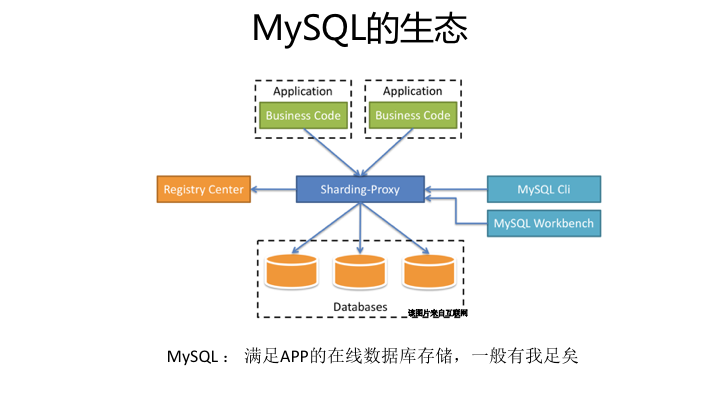 MySQL的生态
Application
Application
Business Code
Business Code
Registry Center
Sharding-Proxy
MySQL Cli
MySQL Workbench
Databases
该图片来自互联网
MySQL： 满足APP的在线数据库存储，一般有我足矣